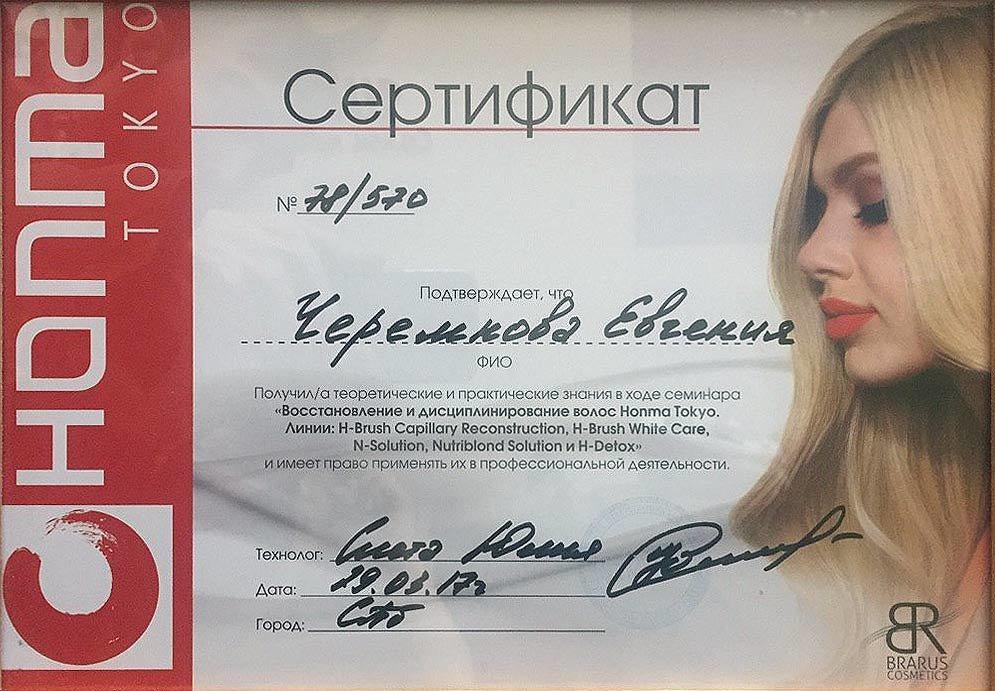 Honma
TOKYO
Сертификат
№ 78/570
Подтверждает, что
Черемнова Евгения
ФИО
Получил/а теоретические и практические знания в ходе семинара
«Восстановление и дисциплинирование волос Honma Tokyo.
Линии: H-Brush Capillary Reconstruction, H-Brush White Care,
N-Solution, Nutriblond Solution и H-Detox»
и имеет право применять их в профессиональной деятельности.
Технолог: Юлия
Дата: 29.03.17г
Город: СПб
BR
BRARUS
COSMETICS